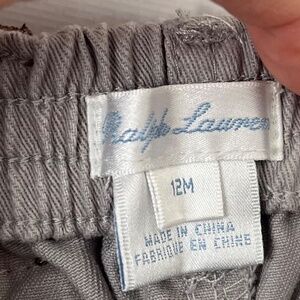 Ralph Lauren
12M
MADE IN CHINA
FABRIQUÉ EN CHINE